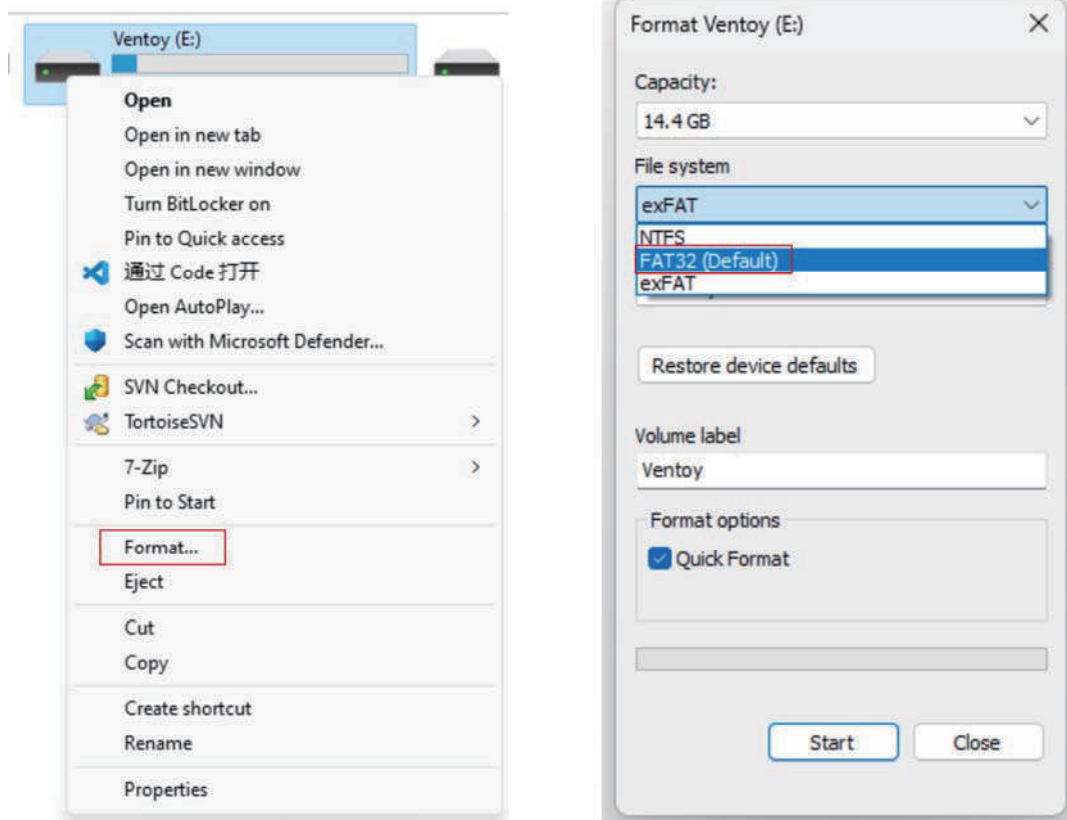 Ventoy (E:)
Open
Open in new tab
Open in new window
Turn BitLocker on
Pin to Quick access
通过 Code 打开
Open AutoPlay...
Scan with Microsoft Defender...
SVN Checkout...
TortoiseSVN
7-Zip
Pin to Start
Format...
Eject
Cut
Copy
Create shortcut
Rename
Properties
Format Ventoy (E:)
Capacity:
14.4 GB
File system
exFAT
NTFS
FAT32 (Default)
exFAT
Restore device defaults
Volume label
Ventoy
Format options
Quick Format
Start
Close